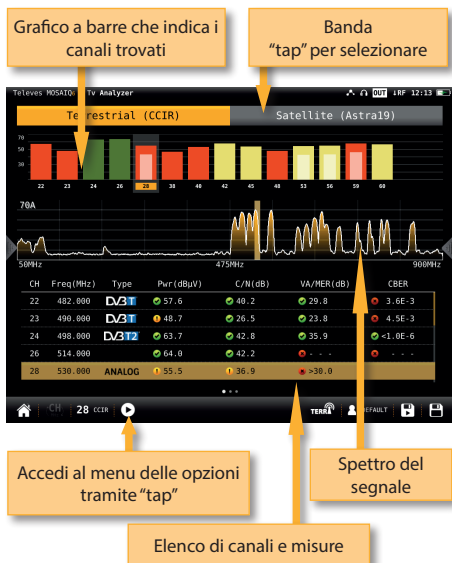 Grafico a barre che indica i
canali trovati
Banda
“tap” per selezionare
Televes MOSAIQ6 Tv Analyzer
OUT ↓RF 12:13
Terrestrial (CCIR)
Satellite (Astra19)
70
50
30
22 23 24 26 28 38 40 42 45 48 53 56 59 60
70A
50MHz 475MHz 900MHz
CH Freq(MHz) Type Pwr(dBµV) C/N(dB) VA/MER(dB) CBER
22 482.000 DVB T 57.6 40.2 29.8 3.6E-3
23 490.000 DVB T 48.7 26.5 23.8 4.5E-3
24 498.000 DVB T2 63.7 42.8 35.9 <1.0E-6
26 514.000 64.0 42.2 - - - - - -
28 530.000 ANALOG 55.5 36.9 >30.0
CH 28 CCIR TERRA DEFAULT
Accedi al menu delle opzioni
tramite “tap”
Spettro del
segnale
Elenco di canali e misure